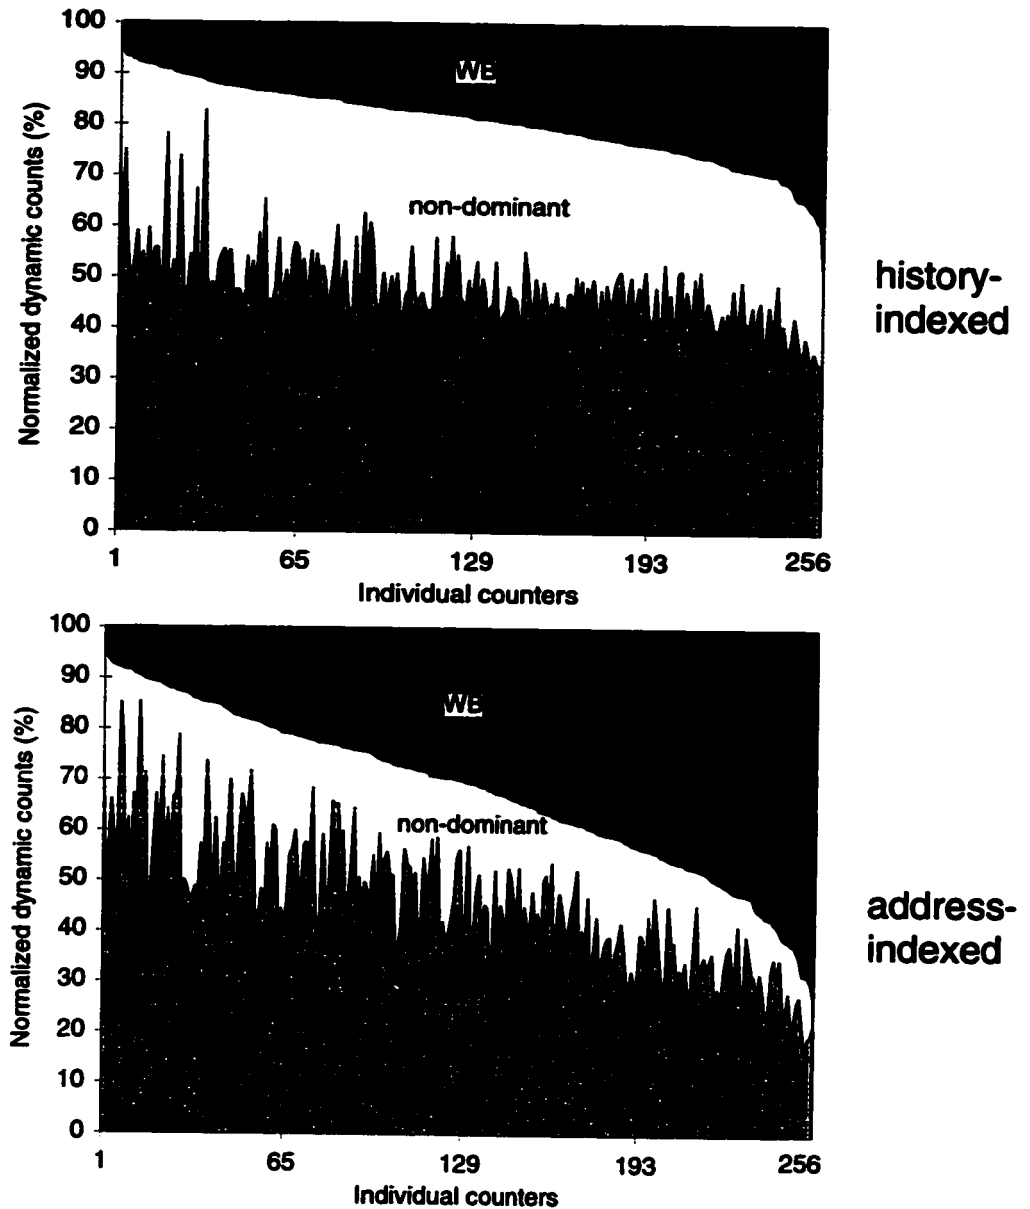 100
90
80
70
60
50
40
30
20
10
0
Normalized dynamic counts (%)
WB
non-dominant
1 65 129 193 256
Individual counters
history-
indexed
100
90
80
70
60
50
40
30
20
10
0
Normalized dynamic counts (%)
WB
non-dominant
1 65 129 193 256
Individual counters
address-
indexed